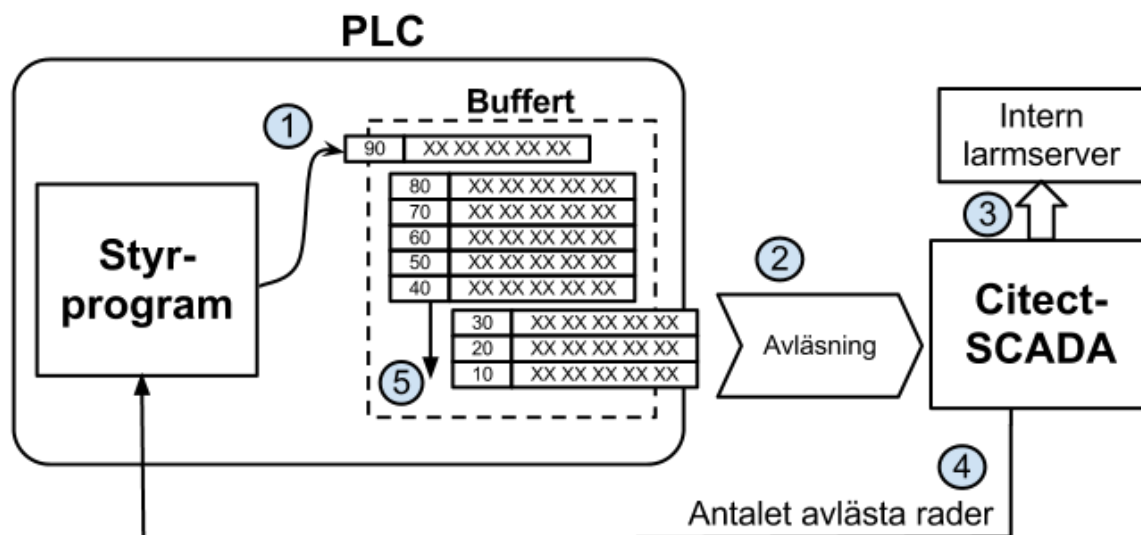 PLC
Buffert
1
90 XX XX XX XX XX
80 XX XX XX XX XX
70 XX XX XX XX XX
60 XX XX XX XX XX
50 XX XX XX XX XX
40 XX XX XX XX XX
30 XX XX XX XX XX
20 XX XX XX XX XX
10 XX XX XX XX XX
5
Styr-
program
2
Avläsning
Intern
larmserver
3
Citect-
SCADA
4
Antalet avlästa rader